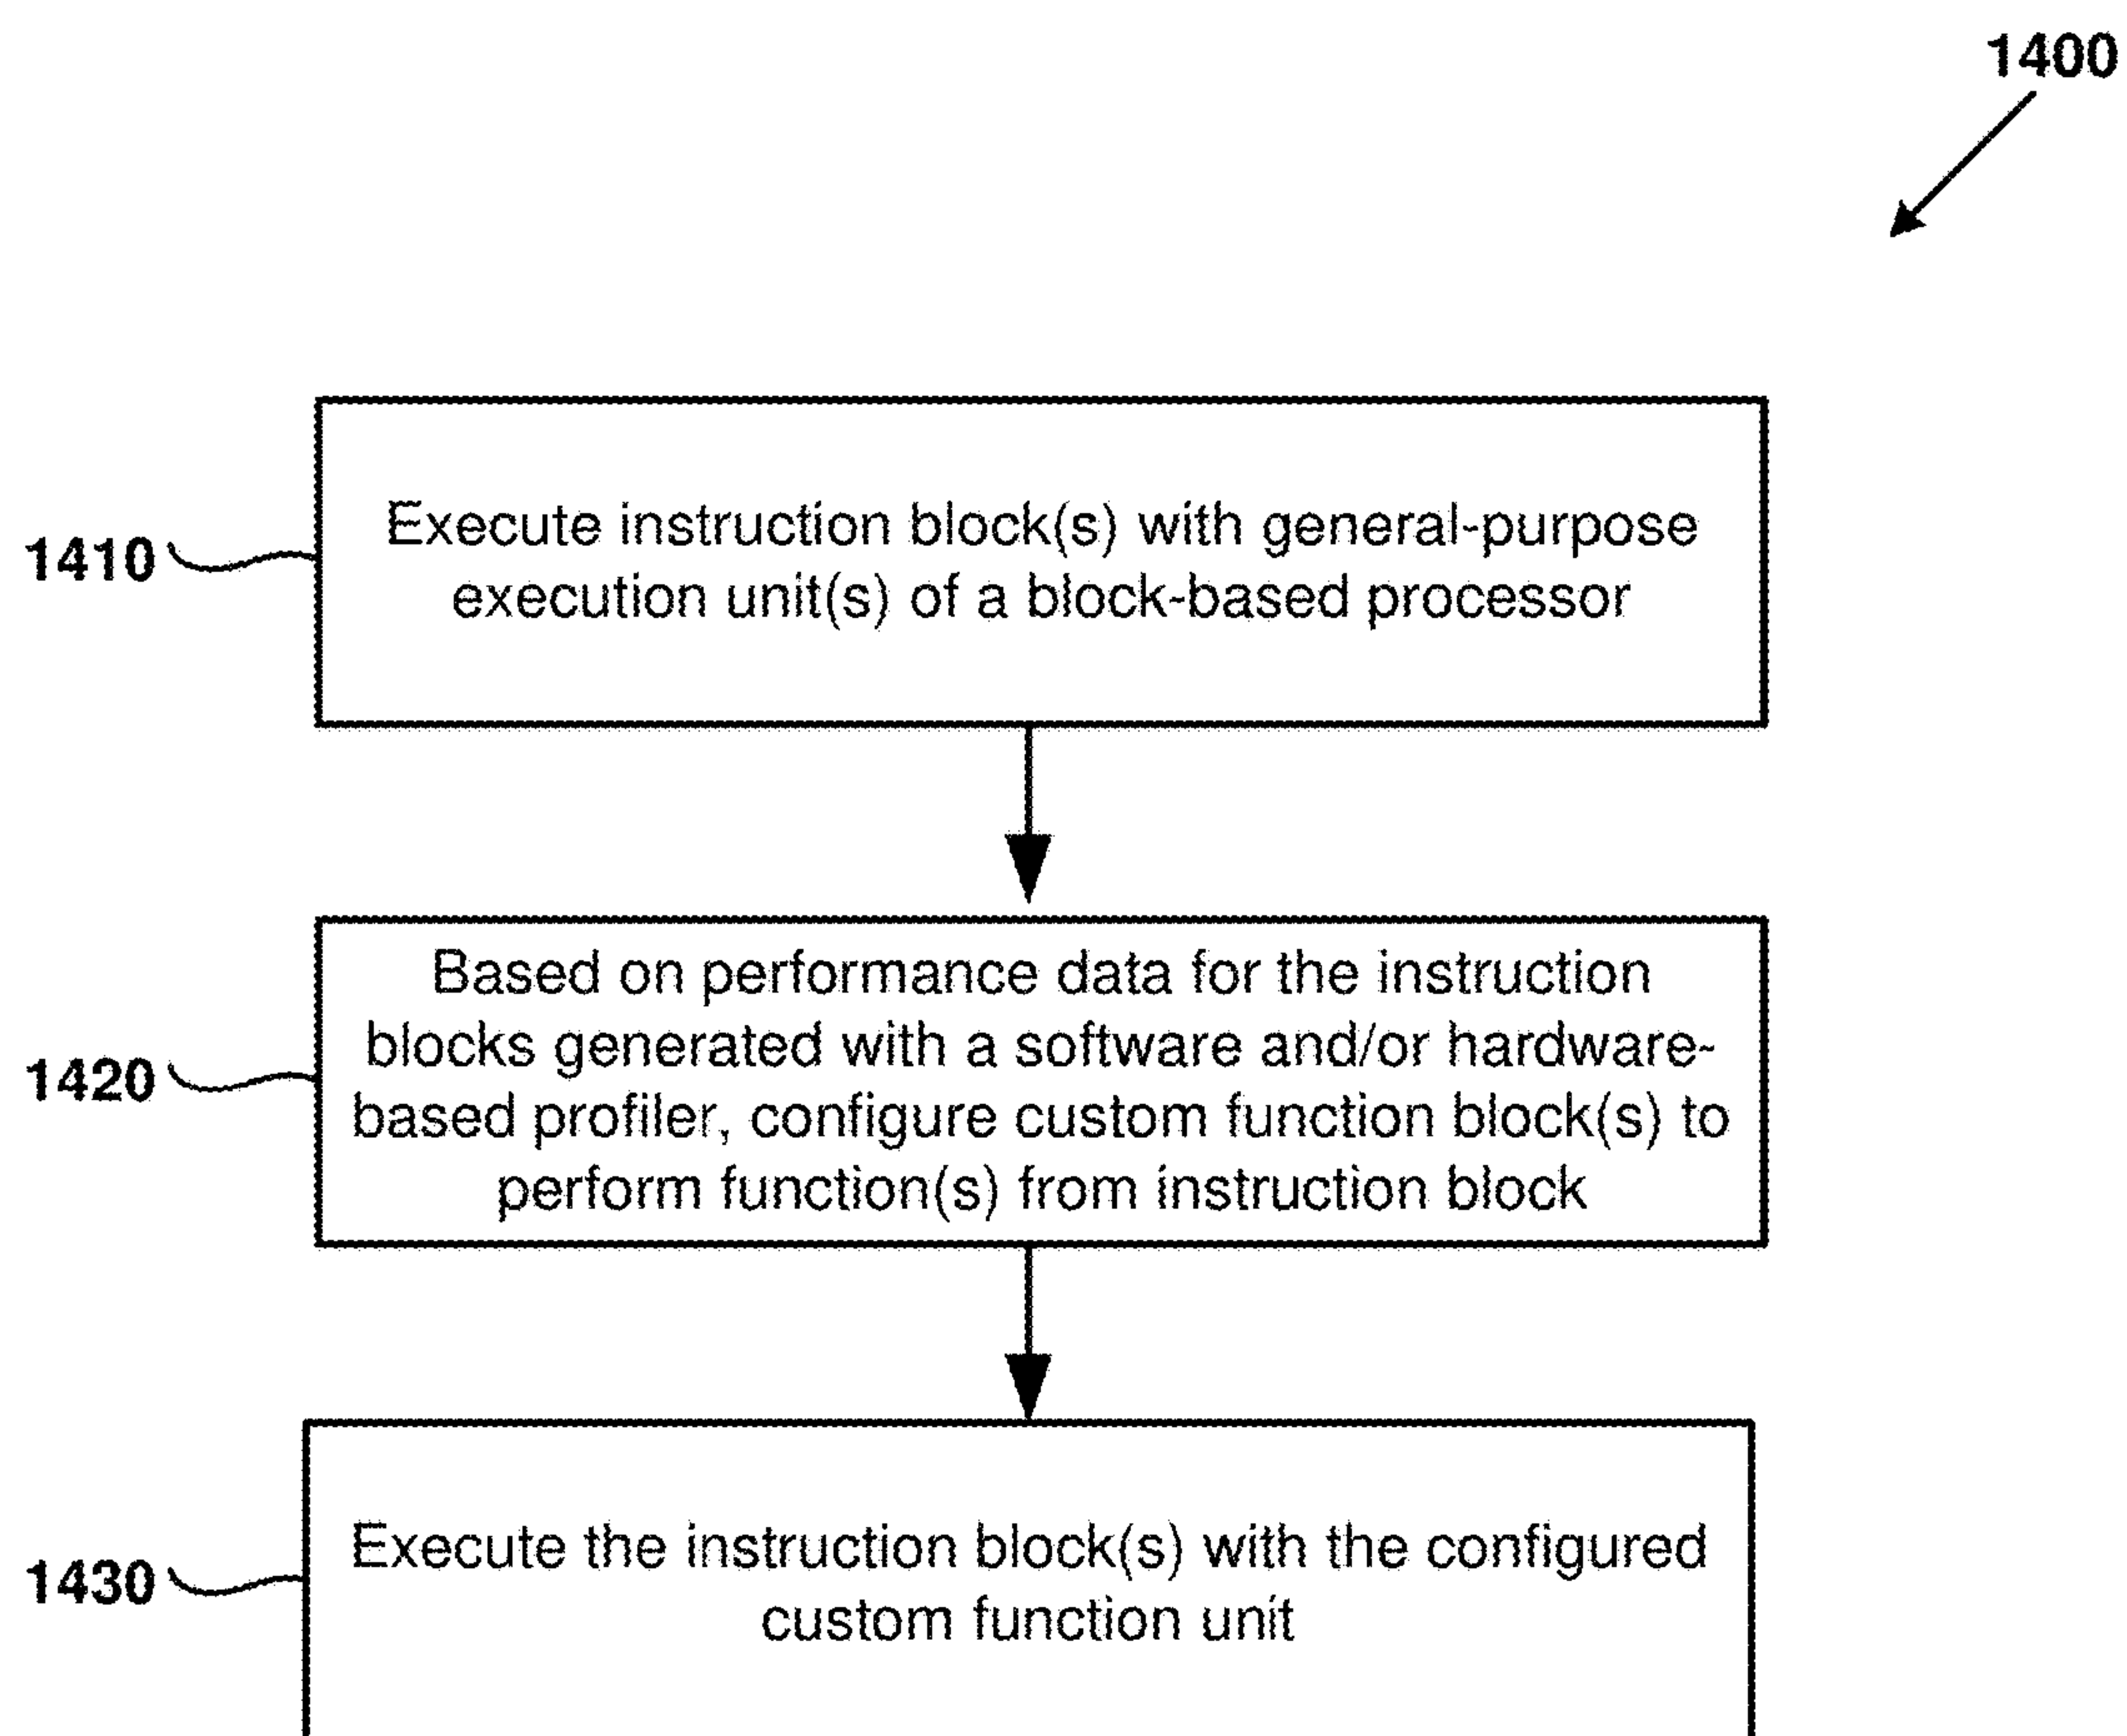 1400
1410
Execute instruction block(s) with general-purpose
execution unit(s) of a block-based processor
1420
Based on performance data for the instruction
blocks generated with a software and/or hardware-
based profiler, configure custom function block(s) to
perform function(s) from instruction block
1430
Execute the instruction block(s) with the configured
custom function unit